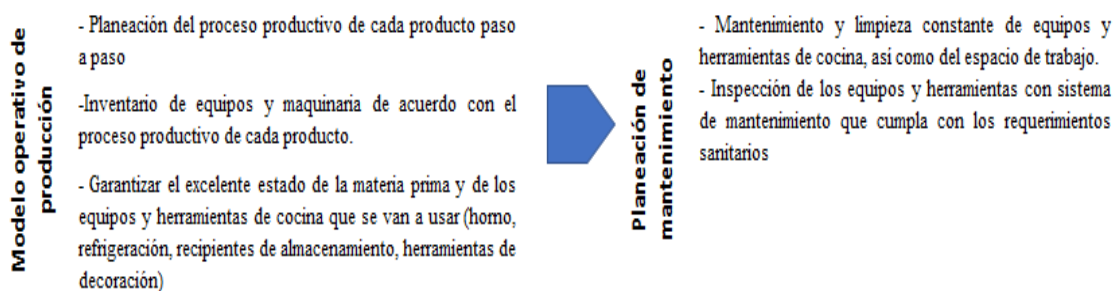 Modelo operativo de
producción
- Planeación del proceso productivo de cada producto paso
a paso
-Inventario de equipos y maquinaria de acuerdo con el
proceso productivo de cada producto.
- Garantizar el excelente estado de la materia prima y de los
equipos y herramientas de cocina que se van a usar (horno,
refrigeración, recipientes de almacenamiento, herramientas de
decoración)
Planeación de
mantenimiento
- Mantenimiento y limpieza constante de equipos y
herramientas de cocina, así como del espacio de trabajo.
- Inspección de los equipos y herramientas con sistema
de mantenimiento que cumpla con los requerimientos
sanitarios